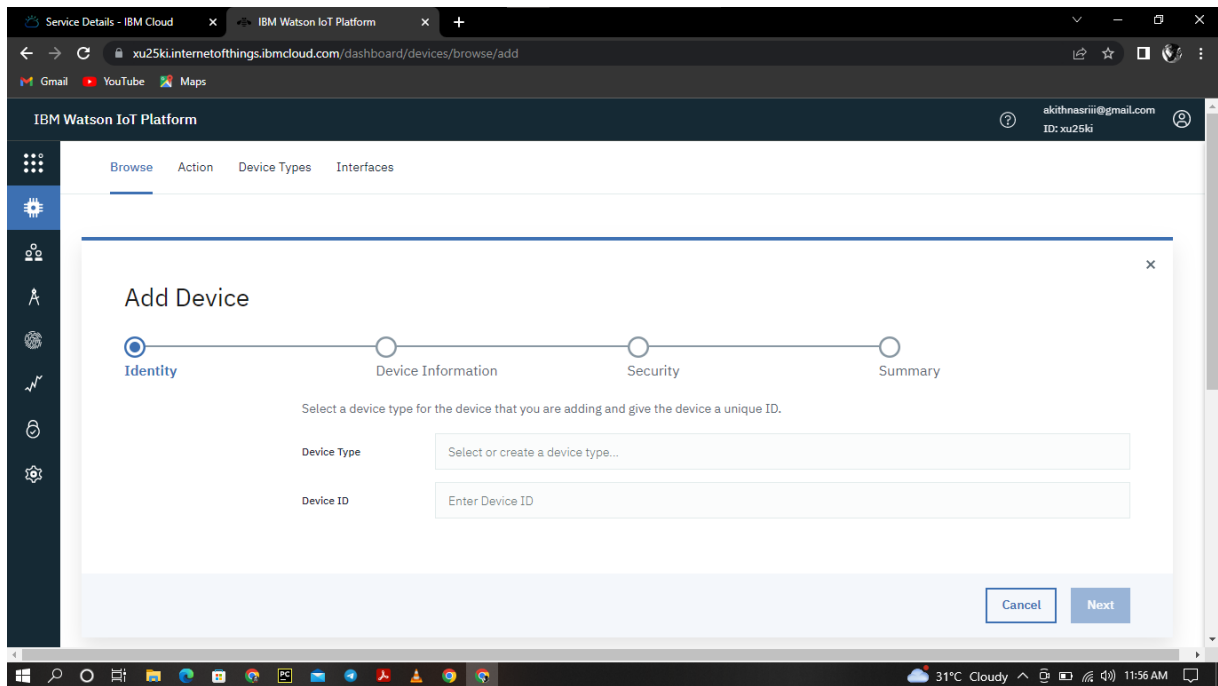 Service Details - IBM Cloud
IBM Watson IoT Platform
xu25ki.internetofthings.ibmcloud.com/dashboard/devices/browse/add
Gmail YouTube Maps
IBM Watson IoT Platform
akithnasriii@gmail.com
ID: xu25ki
Browse Action Device Types Interfaces
Add Device
Identity Device Information Security Summary
Select a device type for the device that you are adding and give the device a unique ID.
Device Type Select or create a device type...
Device ID Enter Device ID
Cancel Next
PC 31°C Cloudy 11:56 AM